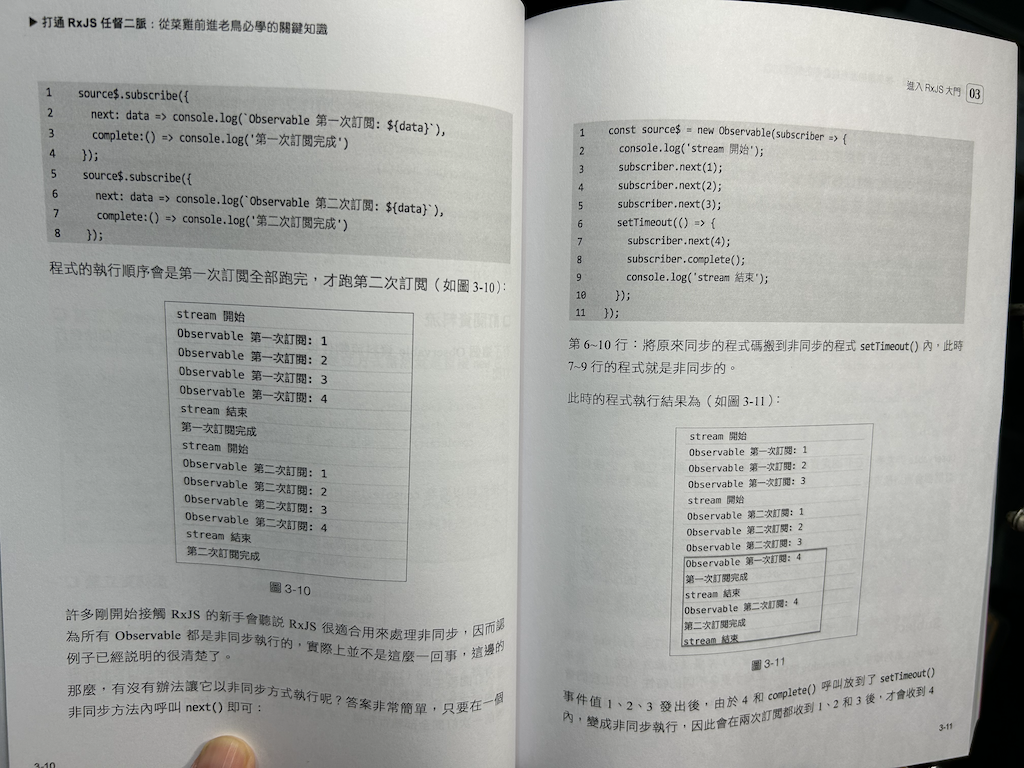 ▶ 打通 RxJS 任督二脈：從菜雞前進老鳥必學的關鍵知識
1 source$.subscribe({
2 next: data => console.log(`Observable 第一次訂閱: ${data}`),
3 complete:() => console.log('第一次訂閱完成')
4 });
5 source$.subscribe({
6 next: data => console.log(`Observable 第二次訂閱: ${data}`),
7 complete:() => console.log('第二次訂閱完成')
8 });
程式的執行順序會是第一次訂閱全部跑完，才跑第二次訂閱（如圖 3-10）：
stream 開始
Observable 第一次訂閱: 1
Observable 第一次訂閱: 2
Observable 第一次訂閱: 3
Observable 第一次訂閱: 4
stream 結束
第一次訂閱完成
stream 開始
Observable 第二次訂閱: 1
Observable 第二次訂閱: 2
Observable 第二次訂閱: 3
Observable 第二次訂閱: 4
stream 結束
第二次訂閱完成
圖 3-10
許多剛開始接觸 RxJS 的新手會聽說 RxJS 很適合用來處理非同步，因而認
為所有 Observable 都是非同步執行的，實際上並不是這麼一回事，這邊的
例子已經說明的很清楚了。
那麼，有沒有辦法讓它以非同步方式執行呢？答案非常簡單，只要在一個
非同步方法內呼叫 next() 即可：
3-10
進入 RxJS 大門 03
1 const source$ = new Observable(subscriber => {
2 console.log('stream 開始');
3 subscriber.next(1);
4 subscriber.next(2);
5 subscriber.next(3);
6 setTimeout(() => {
7 subscriber.next(4);
8 subscriber.complete();
9 console.log('stream 結束');
10 });
11 });
第 6~10 行：將原來同步的程式碼搬到非同步的程式 setTimeout() 內，此時
7~9 行的程式就是非同步的。
此時的程式執行結果為（如圖 3-11）：
stream 開始
Observable 第一次訂閱: 1
Observable 第一次訂閱: 2
Observable 第一次訂閱: 3
stream 開始
Observable 第二次訂閱: 1
Observable 第二次訂閱: 2
Observable 第二次訂閱: 3
Observable 第一次訂閱: 4
第一次訂閱完成
stream 結束
Observable 第二次訂閱: 4
第二次訂閱完成
stream 結束
圖 3-11
事件值 1、2、3 發出後，由於 4 和 complete() 呼叫放到了 setTimeout()
內，變成非同步執行，因此會在兩次訂閱都收到 1、2 和 3 後，才會收到 4
3-11